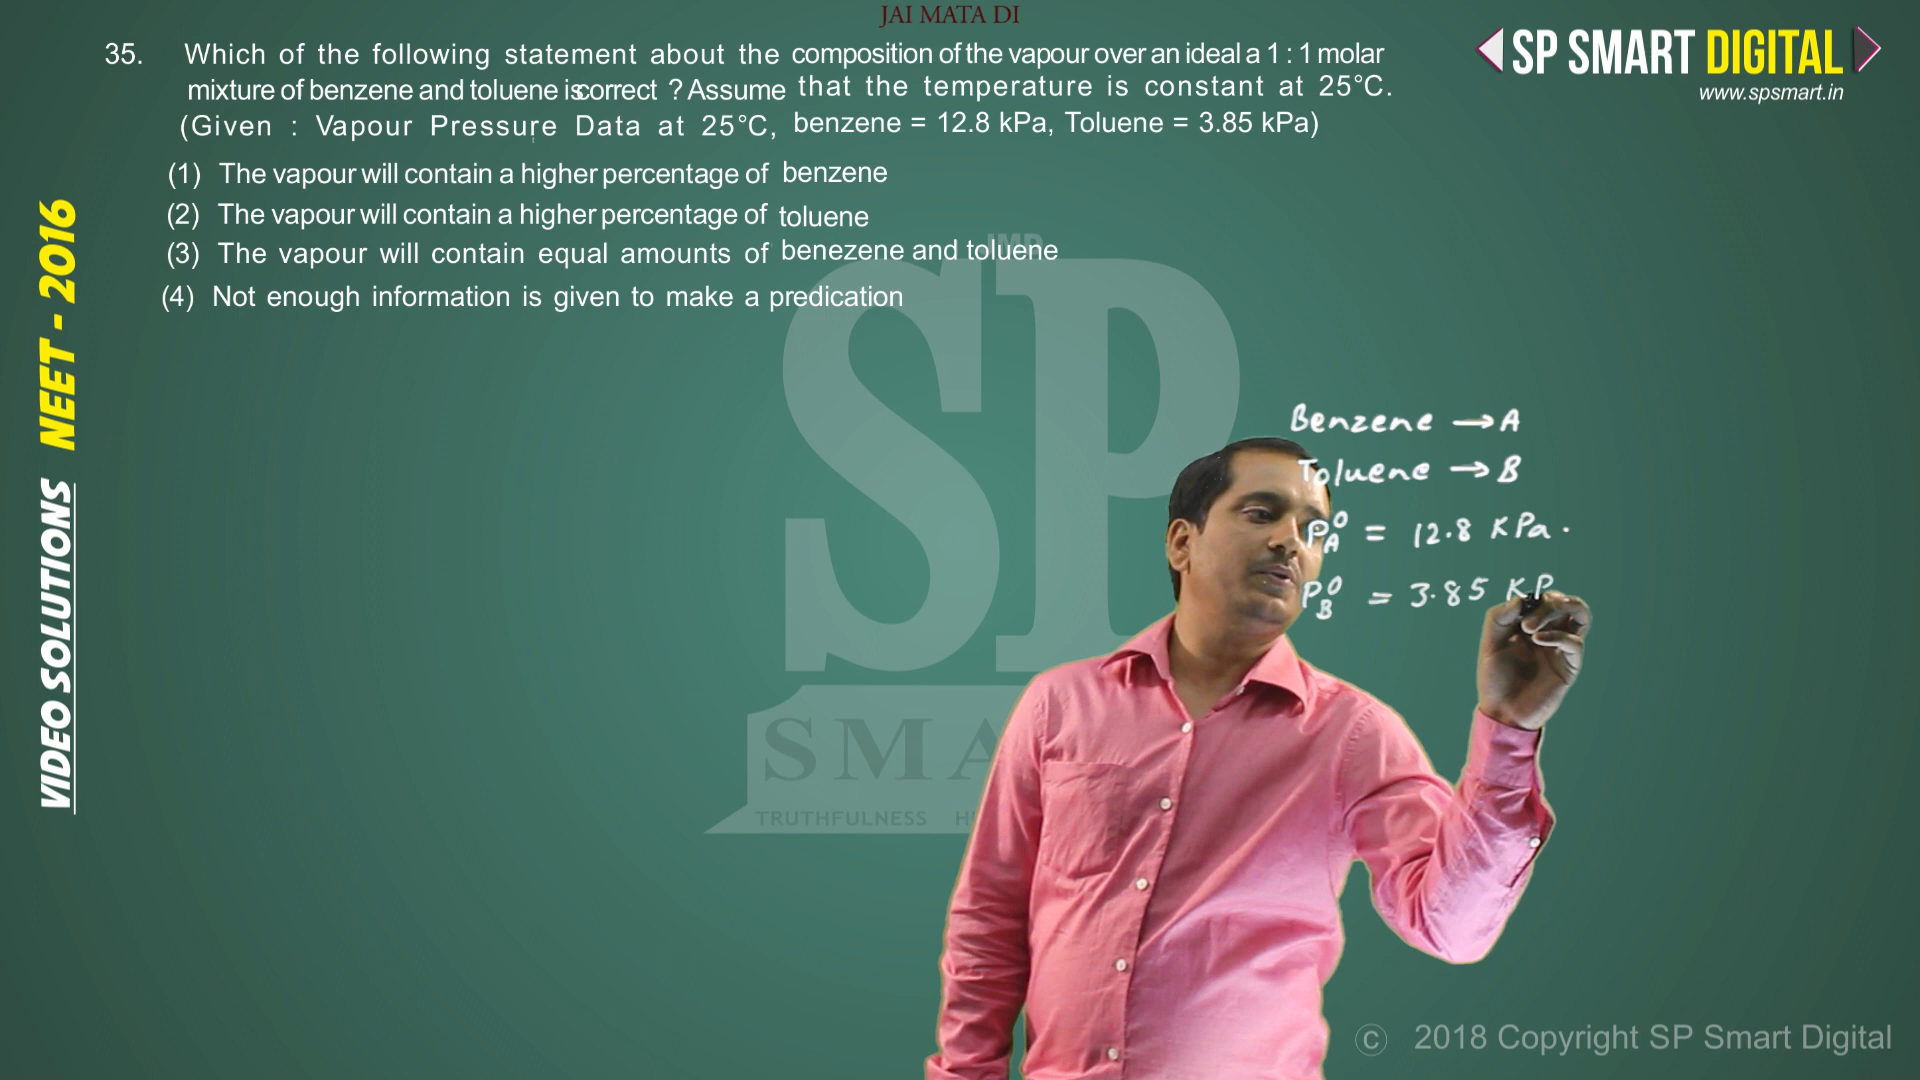 JAI MATA DI
SP SMART DIGITAL
www.spsmart.in
35. Which of the following statement about the composition of the vapour over an ideal a 1 : 1 molar
mixture of benzene and toluene is correct ? Assume that the temperature is constant at 25°C.
(Given : Vapour Pressure Data at 25°C, benzene = 12.8 kPa, Toluene = 3.85 kPa)
(1) The vapour will contain a higher percentage of benzene
(2) The vapour will contain a higher percentage of toluene
(3) The vapour will contain equal amounts of benezene and toluene
(4) Not enough information is given to make a predication
VIDEO SOLUTIONS NEET - 2016
Benzene → A
Toluene → B
P°A = 12.8 KPa.
P°B = 3.85 KP
SP
SMA
TRUTHFULNESS
© 2018 Copyright SP Smart Digital